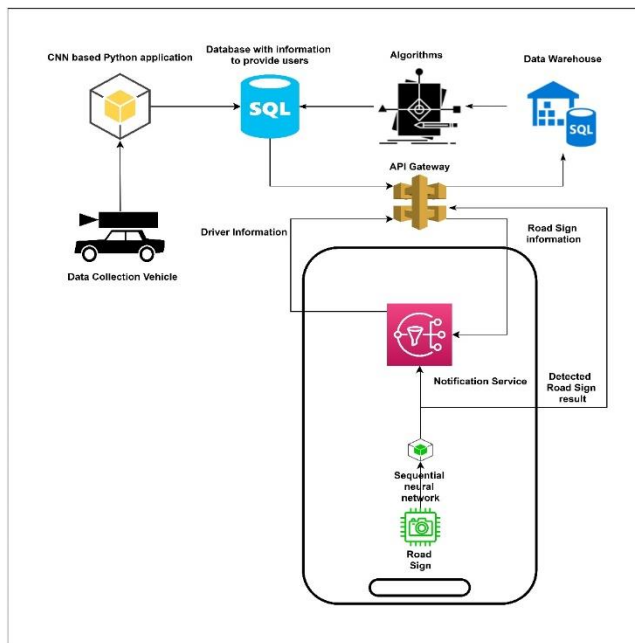 CNN based Python application
Database with information
to provide users
Algorithms
Data Warehouse
SQL
SQL
API Gateway
Driver Information
Road Sign
information
Data Collection Vehicle
Notification Service
Detected
Road Sign
result
Sequential
neural
network
Road
Sign